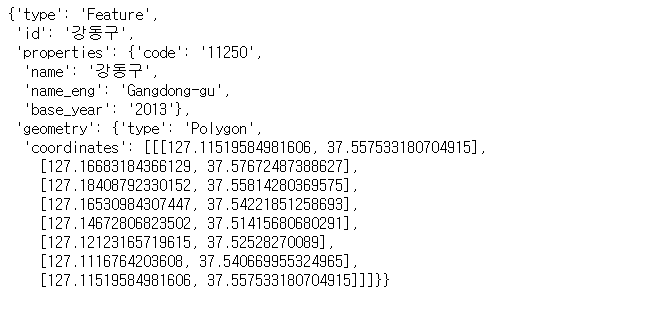 {'type': 'Feature',
'id': '강동구',
'properties': {'code': '11250',
'name': '강동구',
'name_eng': 'Gangdong-gu',
'base_year': '2013'},
'geometry': {'type': 'Polygon',
'coordinates': [[[127.11519584981606, 37.557533180704915],
[127.16683184366129, 37.57672487388627],
[127.18408792330152, 37.55814280369575],
[127.16530984307447, 37.54221851258693],
[127.14672806823502, 37.51415680680291],
[127.12123165719615, 37.52528270089],
[127.1116764203608, 37.540669955324965],
[127.11519584981606, 37.557533180704915]]]}}